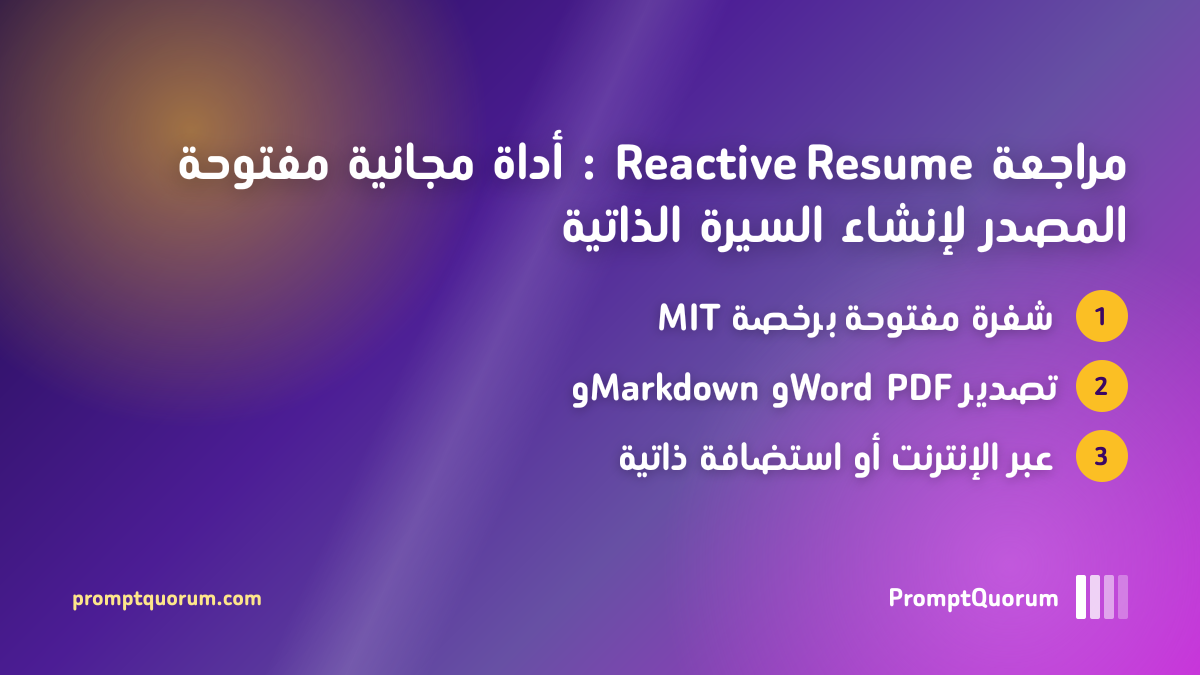 مراجعة Reactive Resume : أداة مجانية مفتوحة
المصدر لإنشاء السيرة الذاتية
1 شفرة مفتوحة برخصة MIT
2 تصدير PDF وWord وMarkdown
3 عبر الإنترنت أو استضافة ذاتية
PromptQuorum
promptquorum.com